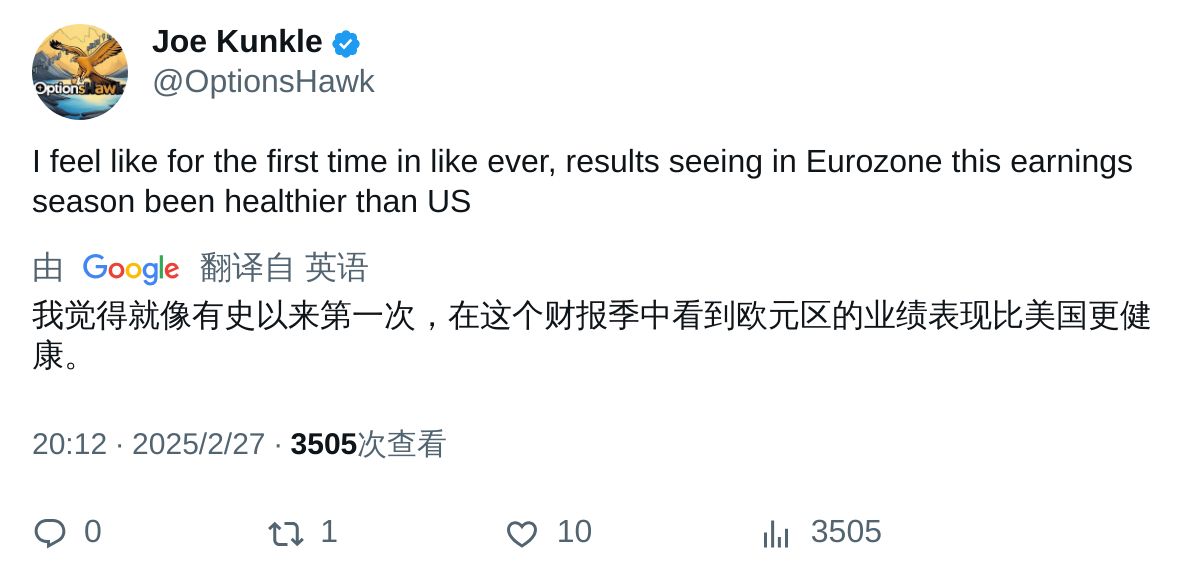 Joe Kunkle
@OptionsHawk
I feel like for the first time in like ever, results seeing in Eurozone this earnings
season been healthier than US
由 Google 翻译自 英语
我觉得就像有史以来第一次，在这个财报季中看到欧元区的业绩表现比美国更健
康。
20:12 · 2025/2/27 · 3505次查看
0 1 10 3505